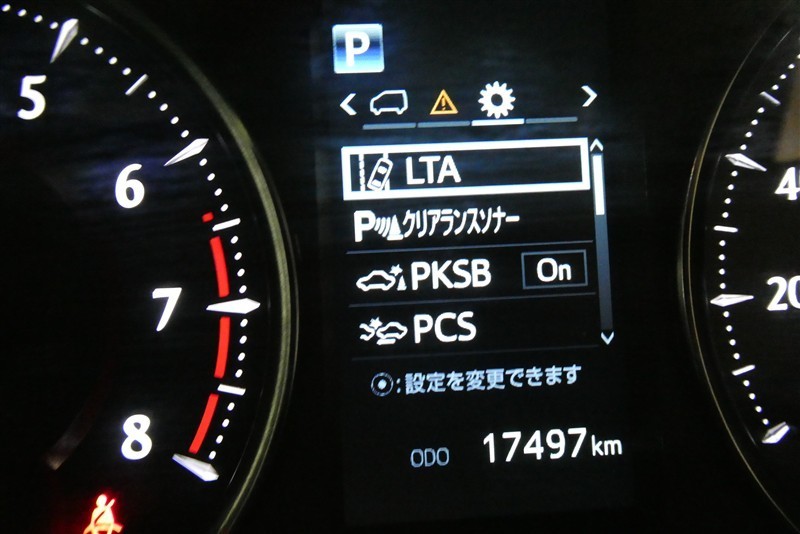 P
5
6
7
8
LTA
Pクリアランスソナー
PKSB On
PCS
:設定を変更できます
ODO 17497km
20